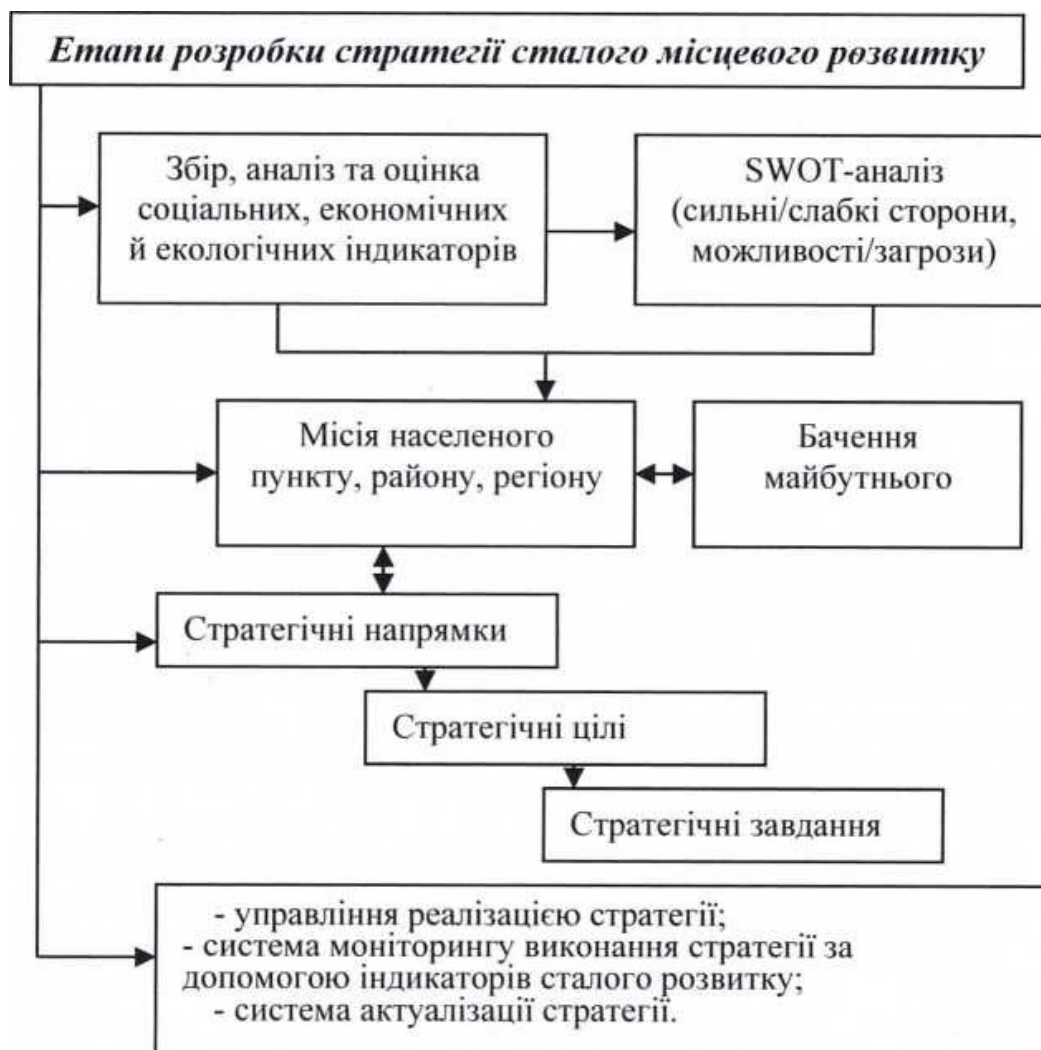 Етапи розробки стратегії сталого місцевого розвитку
Збір, аналіз та оцінка
соціальних, економічних
й екологічних індикаторів
SWOT-аналіз
(сильні/слабкі сторони,
можливості/загрози)
Місія населеного
пункту, району, регіону
Бачення
майбутнього
Стратегічні напрямки
Стратегічні цілі
Стратегічні завдання
- управління реалізацією стратегії;
- система моніторингу виконання стратегії за
допомогою індикаторів сталого розвитку;
- система актуалізації стратегії.